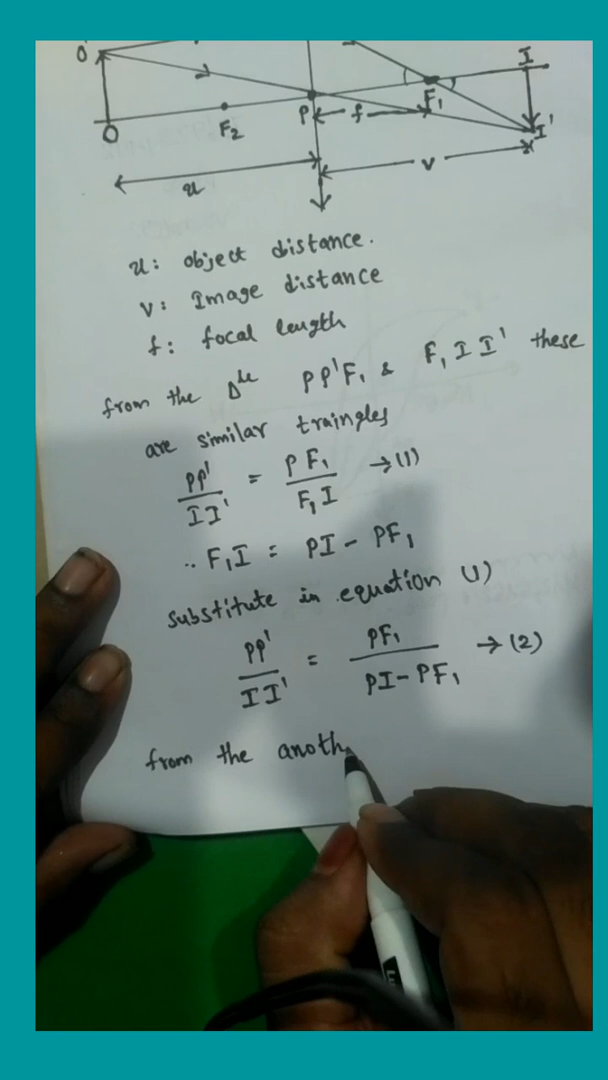 O'
I
O
F₂
P
f
F₁
I'
u
v
u: object distance.
v: Image distance
f: focal length
from the Δle PP'F₁ & F₁II' these
are similar traingles
PP'/II' = PF₁/F₁I →(1)
∴ F₁I = PI - PF₁
substitute in equation (1)
PP'/II' = PF₁/PI-PF₁ →(2)
from the anoth